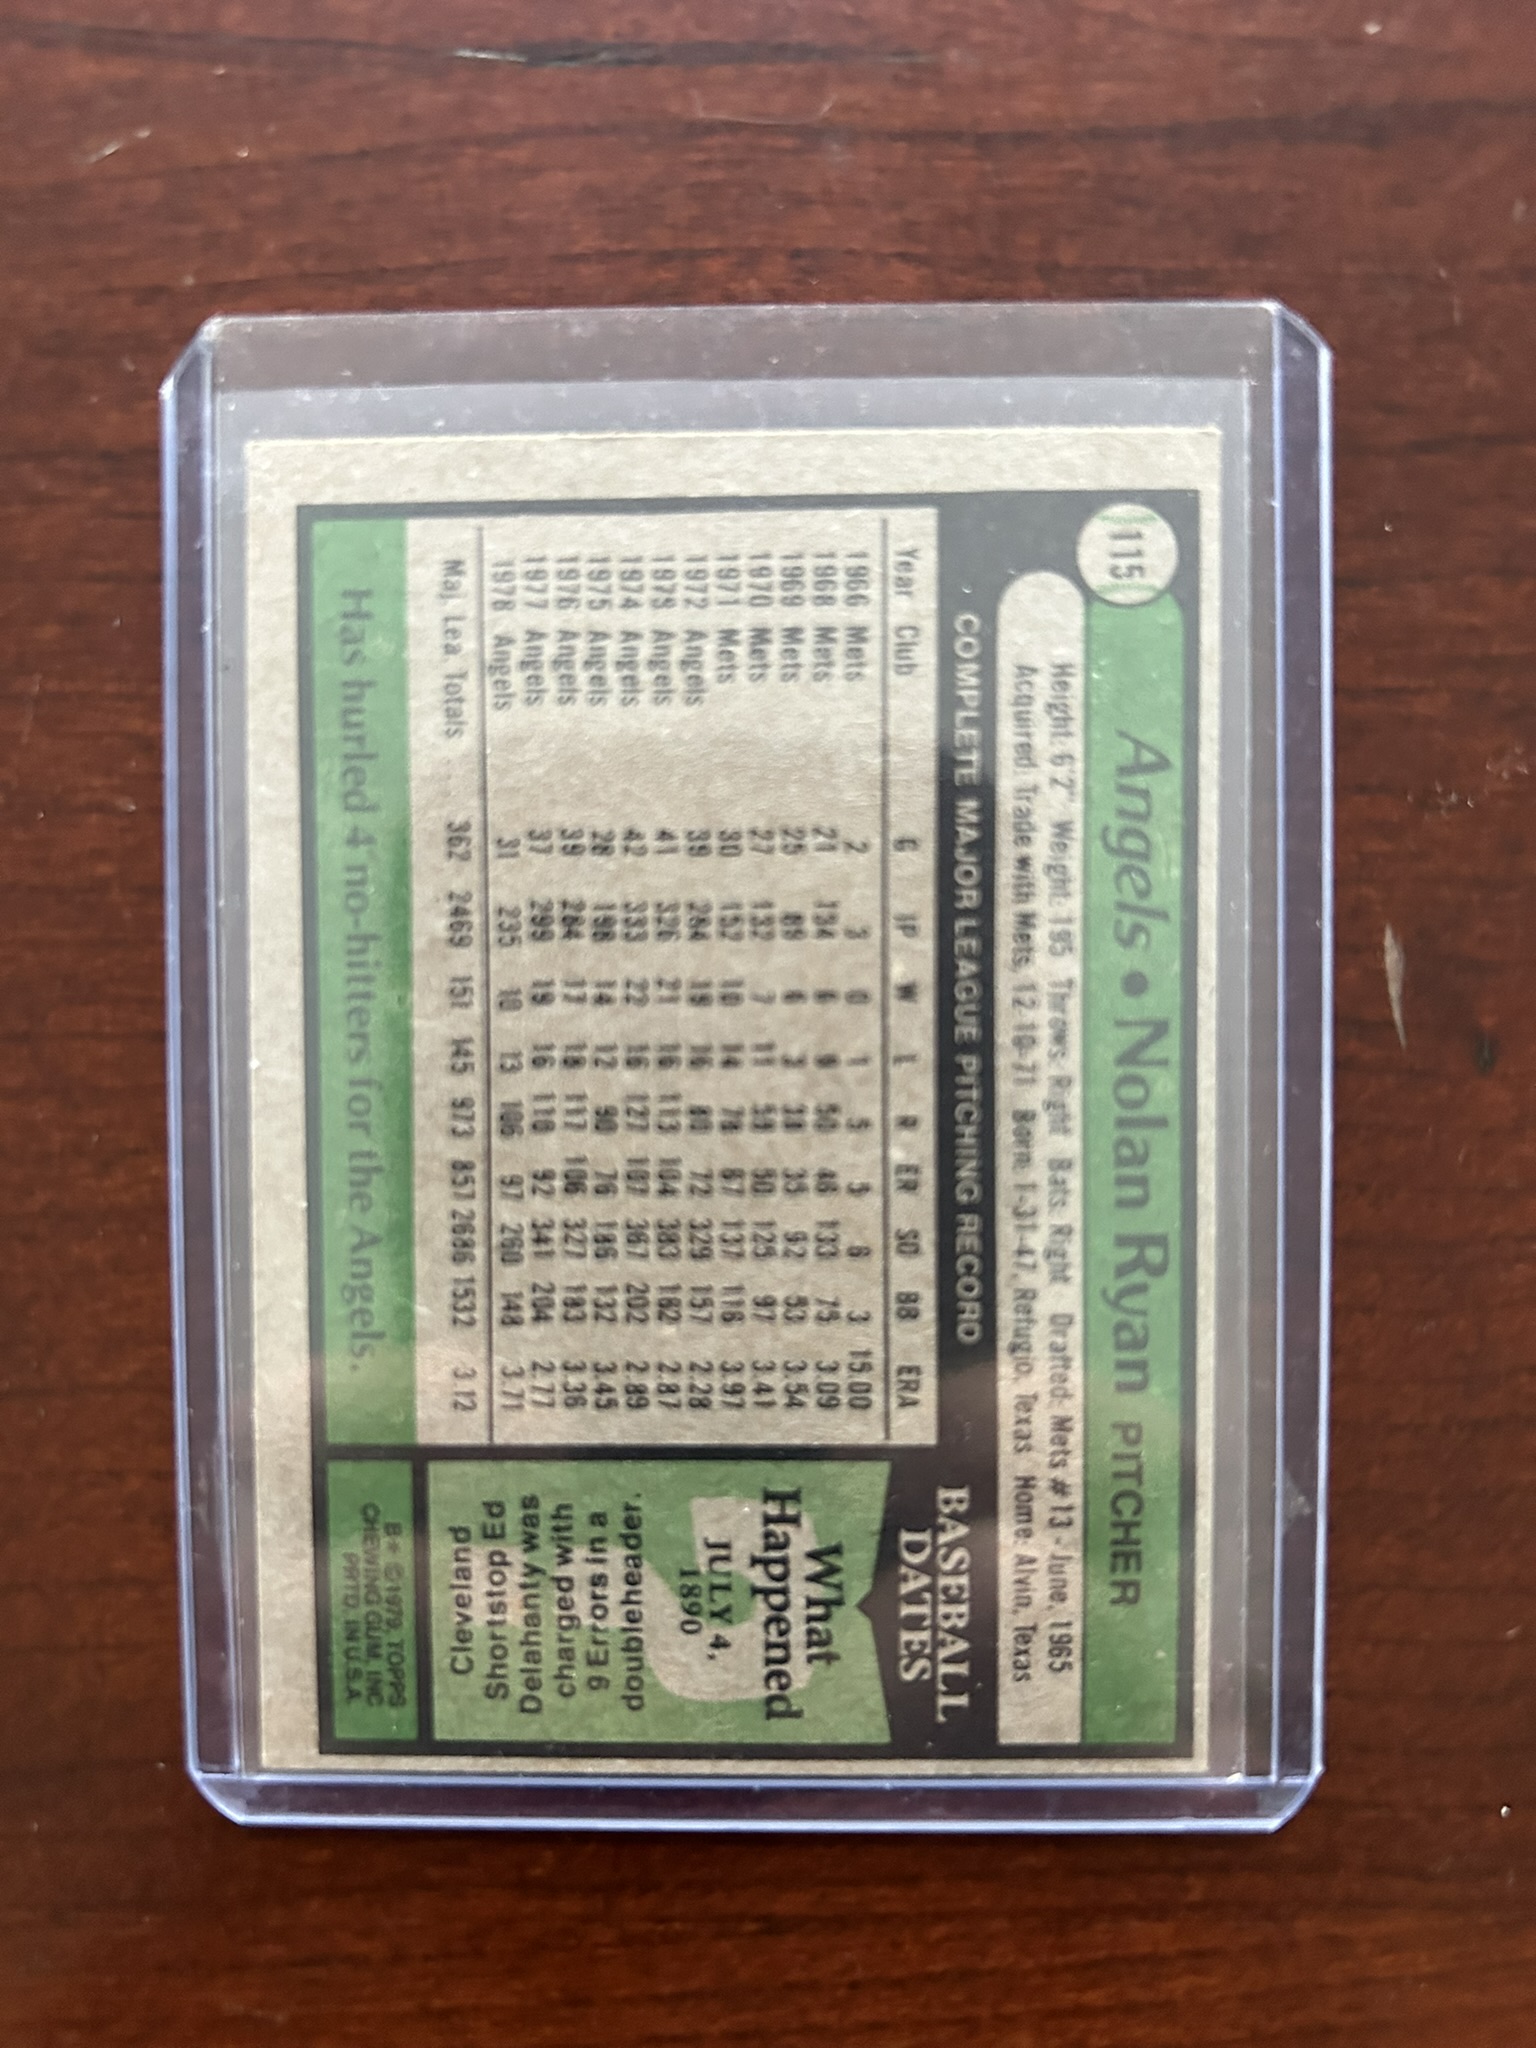 115
Angels • Nolan Ryan PITCHER
Height: 6'2" Weight: 195 Throws: Right Bats: Right Drafted: Mets #13 - June, 1965
Acquired: Trade with Mets, 12-10-71 Born: 1-31-47, Refugio, Texas Home: Alvin, Texas
COMPLETE MAJOR LEAGUE PITCHING RECORD
Year Club G IP W L R ER SO BB ERA
1966 Mets 2 3 0 1 5 5 6 3 15.00
1968 Mets 21 134 6 9 50 46 133 75 3.09
1969 Mets 25 89 6 3 38 35 92 53 3.54
1970 Mets 27 132 7 11 59 50 125 97 3.41
1971 Mets 30 152 10 14 78 67 137 116 3.97
1972 Angels 39 284 19 16 80 72 329 157 2.28
1973 Angels 41 326 21 16 113 104 383 162 2.87
1974 Angels 42 333 22 16 127 107 367 202 2.89
1975 Angels 28 198 14 12 90 76 186 132 3.45
1976 Angels 39 284 17 18 117 106 327 183 3.36
1977 Angels 37 299 19 16 110 92 341 204 2.77
1978 Angels 31 235 10 13 106 97 260 148 3.71
Maj. Lea. Totals 362 2469 151 145 973 857 2686 1532 3.12
Has hurled 4 no-hitters for the Angels.
BASEBALL
DATES
What
Happened
JULY 4,
1890
Cleveland
Shortstop Ed
Delahanty was
charged with
9 Errors in a
doubleheader.
B* © 1979, TOPPS
CHEWING GUM, INC.
PRTD. IN U.S.A.